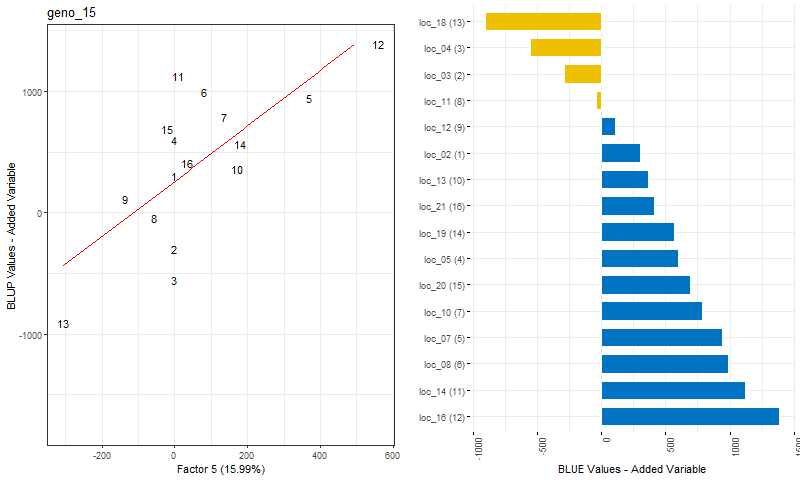 geno_15
BLUP Values - Added Variable
1000
0
-1000
12
11
6
5
7
15
4
14
16
10
1
9
8
2
3
13
-200
0
200
400
600
Factor 5 (15.99%)
loc_18 (13)
loc_04 (3)
loc_03 (2)
loc_11 (8)
loc_12 (9)
loc_02 (1)
loc_13 (10)
loc_21 (16)
loc_19 (14)
loc_05 (4)
loc_20 (15)
loc_10 (7)
loc_07 (5)
loc_08 (6)
loc_14 (11)
loc_16 (12)
-1000
-500
0
500
1000
1500
BLUE Values - Added Variable